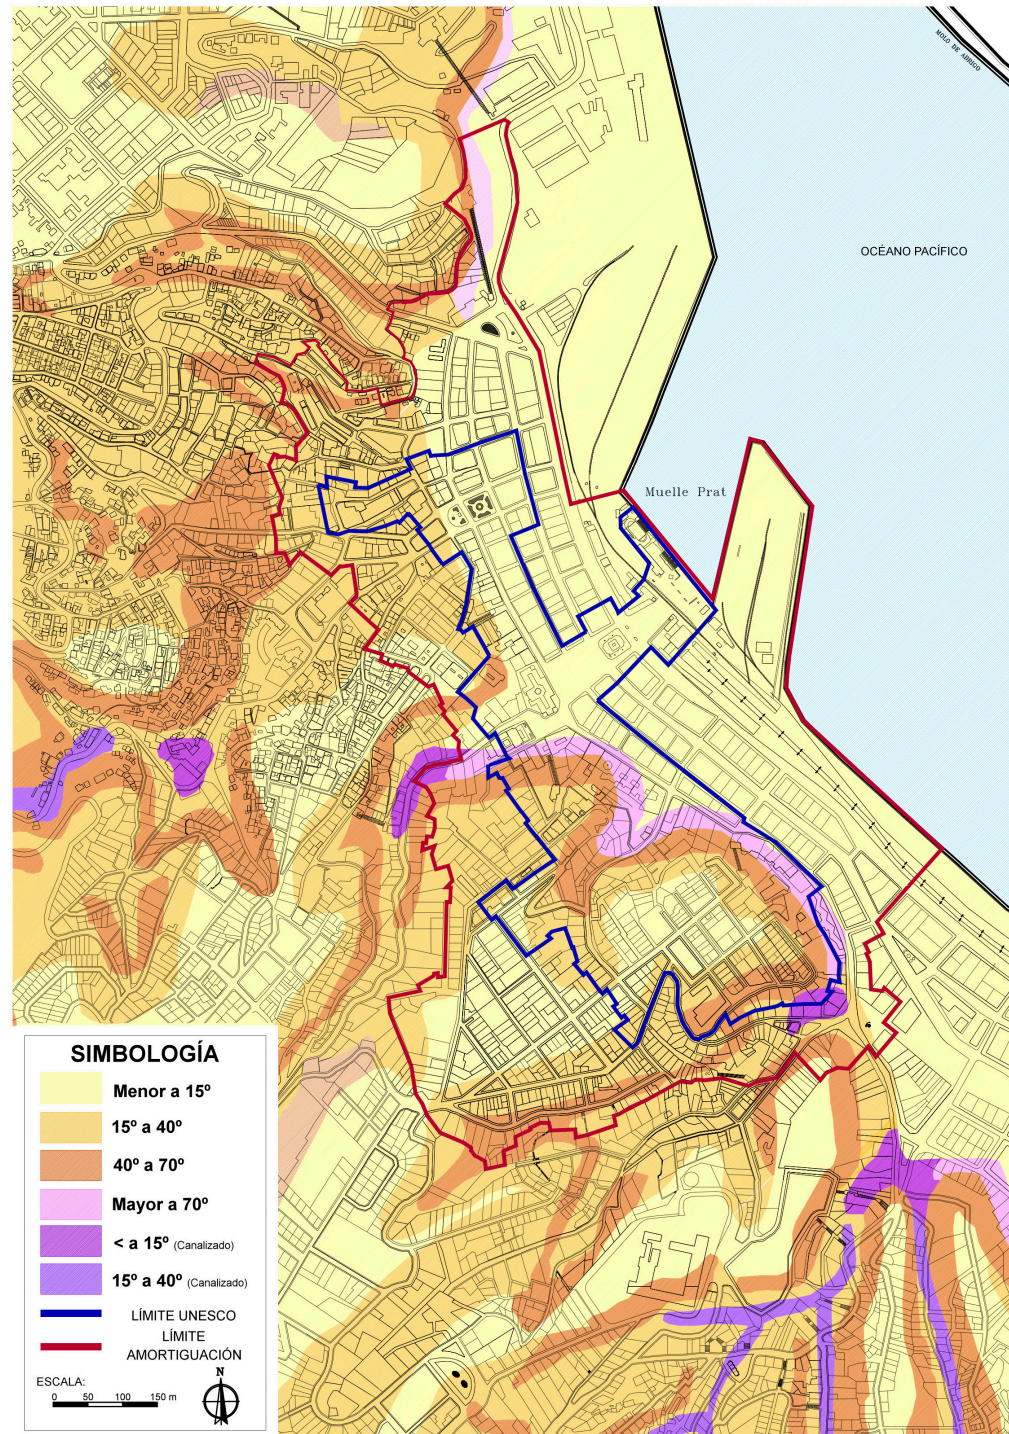 MOLO DE ABRIGO
OCÉANO PACÍFICO
Muelle Prat
SIMBOLOGÍA
Menor a 15º
15º a 40º
40º a 70º
Mayor a 70º
< a 15º (Canalizado)
15º a 40º (Canalizado)
LÍMITE UNESCO
LÍMITE
AMORTIGUACIÓN
ESCALA:
0 50 100 150 m
N